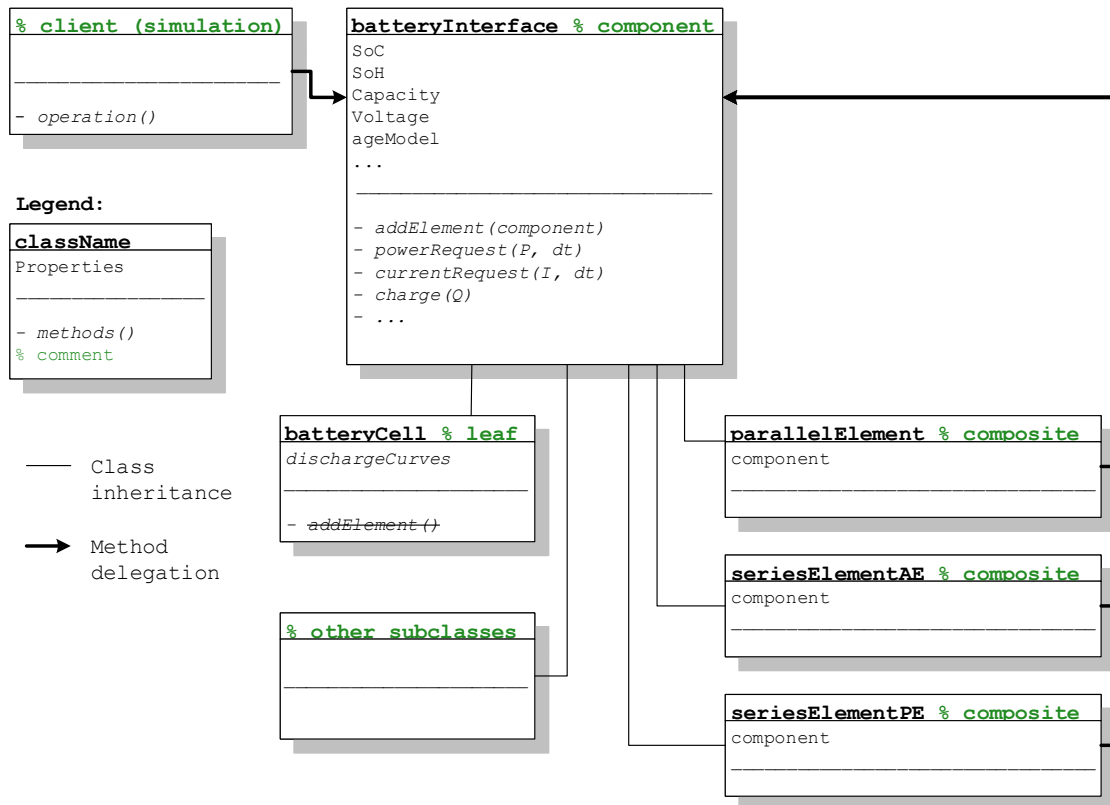 % client (simulation)
- operation()
batteryInterface % component
SoC
SoH
Capacity
Voltage
ageModel
...
- addElement(component)
- powerRequest(P, dt)
- currentRequest(I, dt)
- charge(Q)
- ...
Legend:
className
Properties
- methods()
% comment
Class
inheritance
Method
delegation
batteryCell % leaf
dischargeCurves
- addElement()
% other subclasses
parallelElement % composite
component
seriesElementAE % composite
component
seriesElementPE % composite
component